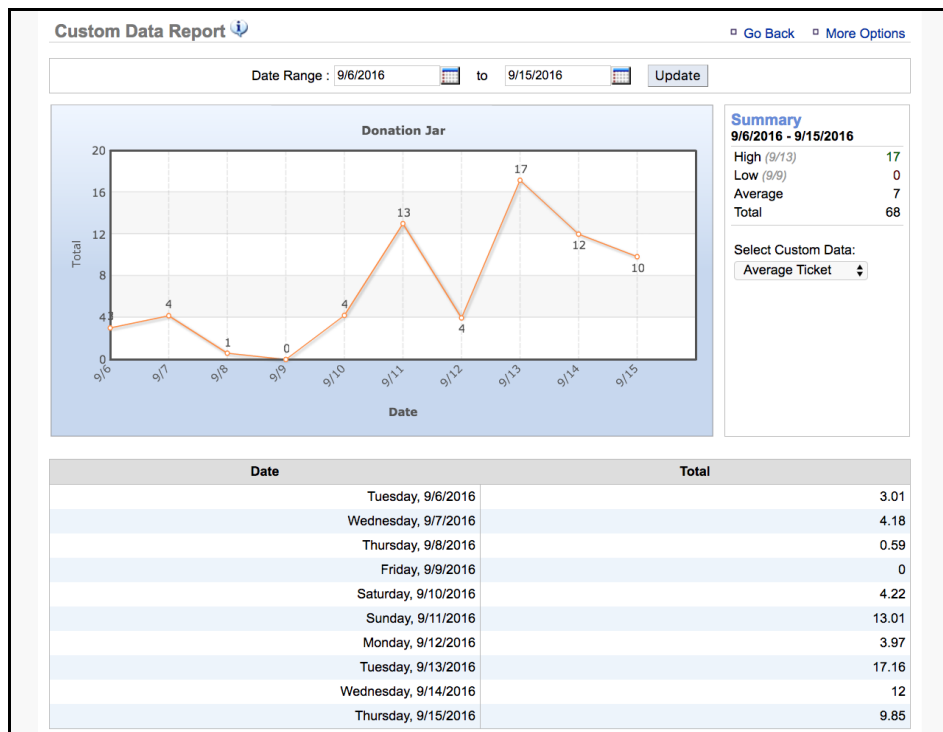 Custom Data Report
Go Back More Options
Date Range : 9/6/2016 to 9/15/2016 Update
Donation Jar
20
16
12
8
4
0
Total
3
4
1
0
4
13
4
17
12
10
9/6 9/7 9/8 9/9 9/10 9/11 9/12 9/13 9/14 9/15
Date
Summary
9/6/2016 - 9/15/2016
High (9/13) 17
Low (9/9) 0
Average 7
Total 68
Select Custom Data:
Average Ticket
Date Total
Tuesday, 9/6/2016 3.01
Wednesday, 9/7/2016 4.18
Thursday, 9/8/2016 0.59
Friday, 9/9/2016 0
Saturday, 9/10/2016 4.22
Sunday, 9/11/2016 13.01
Monday, 9/12/2016 3.97
Tuesday, 9/13/2016 17.16
Wednesday, 9/14/2016 12
Thursday, 9/15/2016 9.85